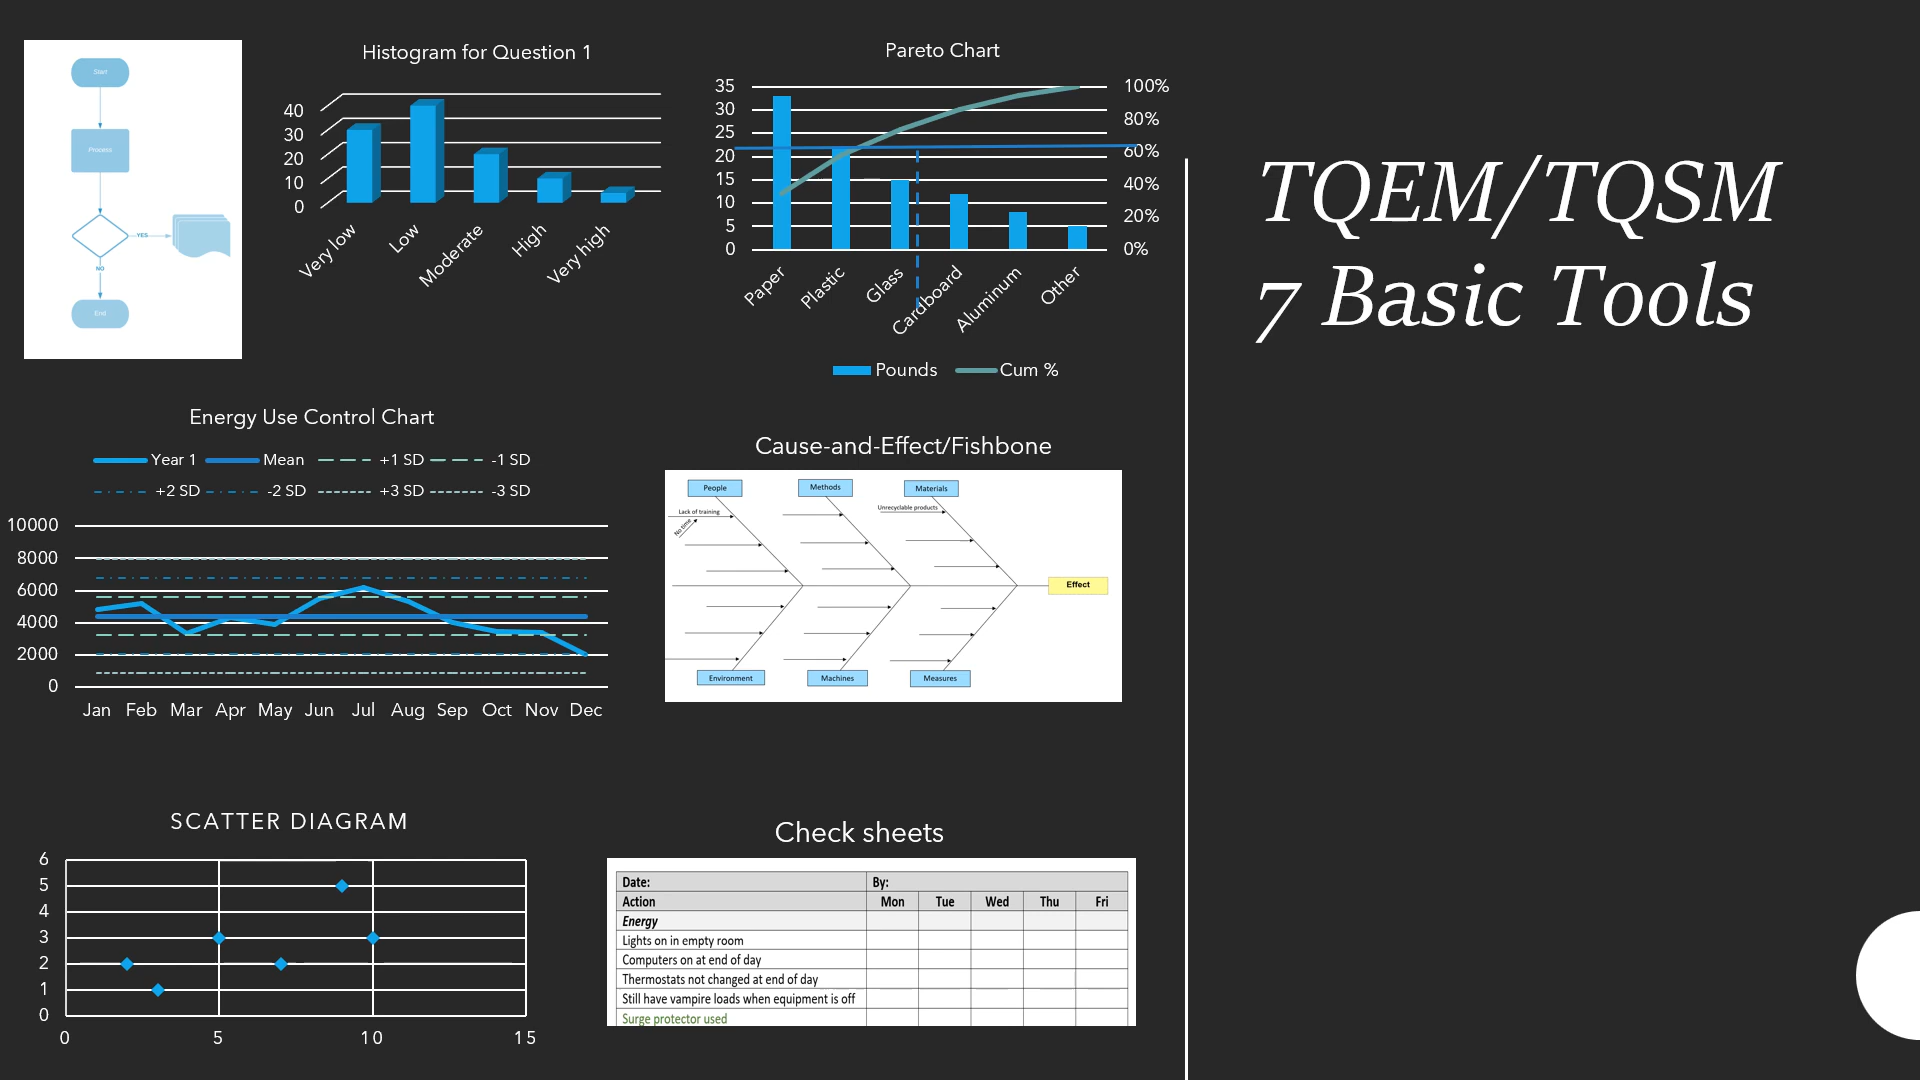 TQEM/TQSM
7 Basic Tools
Start
Process
YES
NO
End
Histogram for Question 1
40
30
20
10
0
Very low
Low
Moderate
High
Very high
Pareto Chart
35
30
25
20
15
10
5
0
100%
80%
60%
40%
20%
0%
Paper
Plastic
Glass
Cardboard
Aluminum
Other
Pounds
Cum %
Energy Use Control Chart
Year 1 Mean +1 SD -1 SD
+2 SD -2 SD +3 SD -3 SD
10000
8000
6000
4000
2000
0
Jan Feb Mar Apr May Jun Jul Aug Sep Oct Nov Dec
Cause-and-Effect/Fishbone
People
Methods
Materials
Lack of training
No time
Unrecyclable products
Effect
Environment
Machines
Measures
SCATTER DIAGRAM
6
5
4
3
2
1
0
0 5 10 15
Check sheets
Date: By:
Action Mon Tue Wed Thu Fri
Energy
Lights on in empty room
Computers on at end of day
Thermostats not changed at end of day
Still have vampire loads when equipment is off
Surge protector used